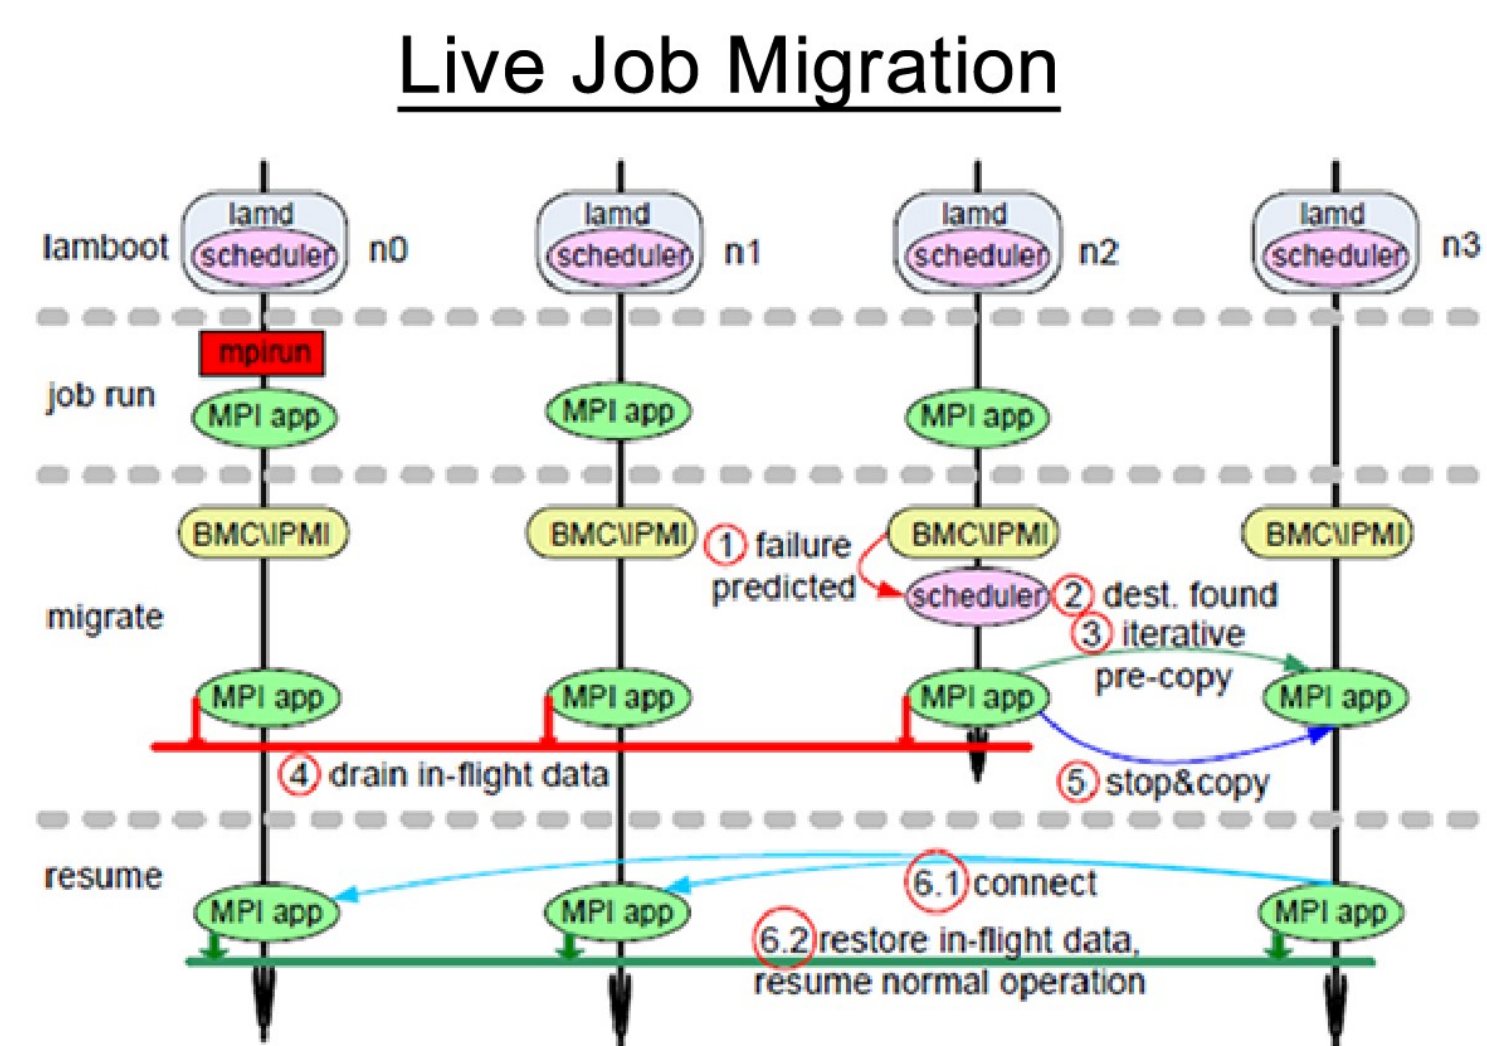 Live Job Migration
lamd
lamd
lamd
lamd
lamboot
scheduler
n0
scheduler
n1
scheduler
n2
scheduler
n3
mpirun
job run
MPI app
MPI app
MPI app
BMC\IPMI
BMC\IPMI
1 failure
predicted
BMC\IPMI
BMC\IPMI
migrate
scheduler
2 dest. found
3 iterative
pre-copy
MPI app
MPI app
MPI app
MPI app
4 drain in-flight data
5 stop&copy
resume
6.1 connect
MPI app
MPI app
MPI app
6.2 restore in-flight data,
resume normal operation